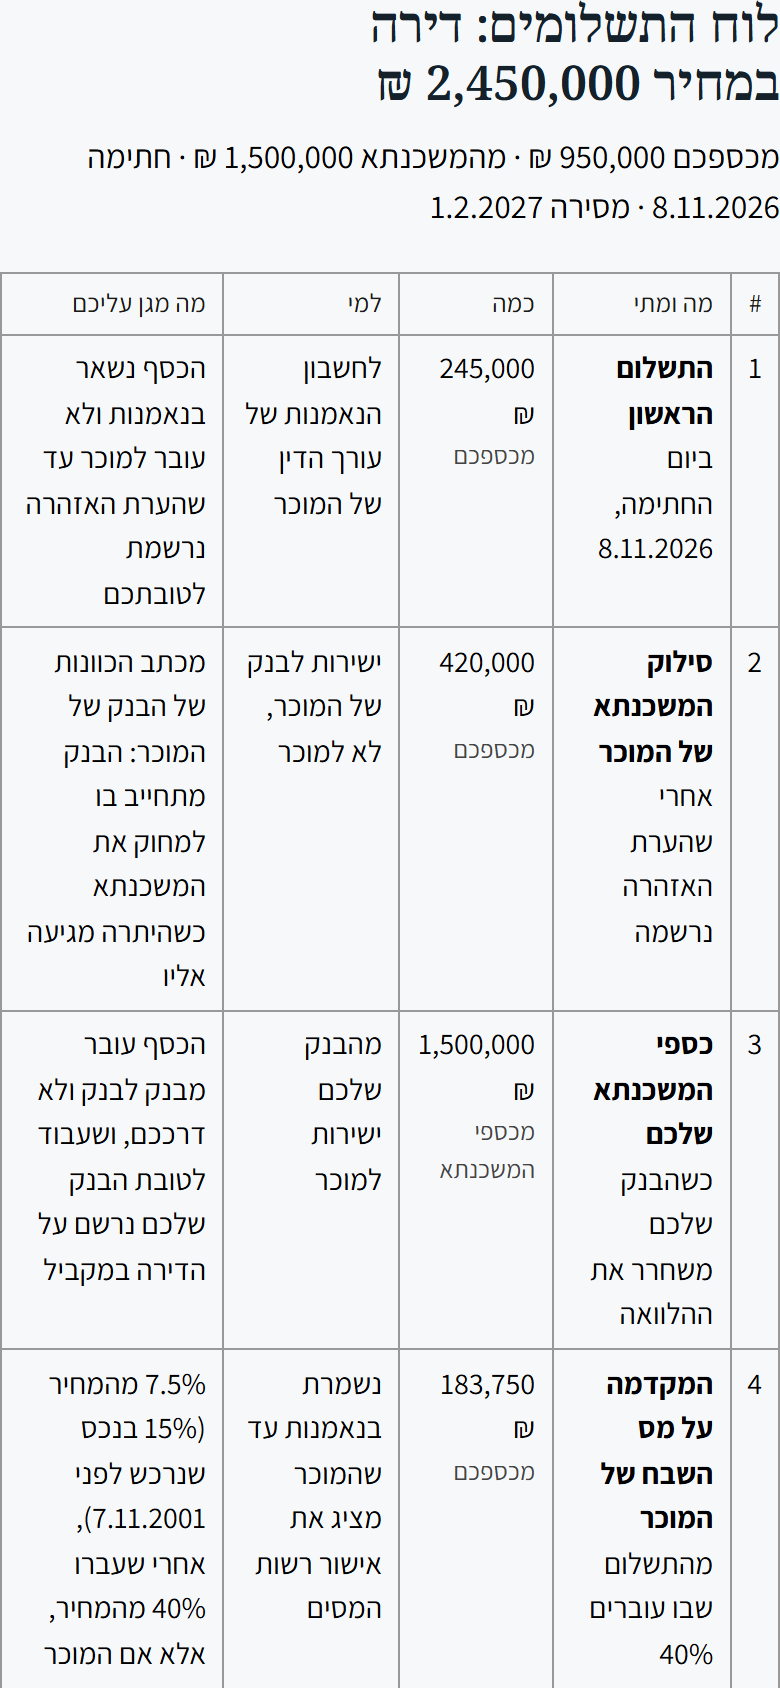 לוח התשלומים: דירה
במחיר 2,450,000 ₪
מכספכם 950,000 ₪ · מהמשכנתא 1,500,000 ₪ · חתימה
8.11.2026 · מסירה 1.2.2027
# מה ומתי כמה למי מה מגן עליכם
1
התשלום
הראשון
ביום
החתימה,
8.11.2026
245,000
₪
מכספכם
לחשבון
הנאמנות של
עורך הדין
של המוכר
הכסף נשאר
בנאמנות ולא
עובר למוכר עד
שהערת האזהרה
נרשמת
לטובתכם
2
סילוק
המשכנתא
של המוכר
אחרי
שהערת
האזהרה
נרשמה
420,000
₪
מכספכם
ישירות לבנק
של המוכר,
לא למוכר
מכתב הכוונות
של הבנק של
המוכר: הבנק
מתחייב בו
למחוק את
המשכנתא
כשהיתרה מגיעה
אליו
3
כספי
המשכנתא
שלכם
כשהבנק
שלכם
משחרר את
ההלוואה
1,500,000
₪
מכספי
המשכנתא
מהבנק
שלכם
ישירות
למוכר
הכסף עובר
מבנק לבנק ולא
דרככם, ושעבוד
לטובת הבנק
שלכם נרשם על
הדירה במקביל
4
המקדמה
על מס
השבח של
המוכר
מהתשלום
שבו עוברים
40%
183,750
₪
מכספכם
נשמרת
בנאמנות עד
שהמוכר
מציג את
אישור רשות
המסים
7.5% מהמחיר
(15% בנכס
שנרכש לפני
7.11.2001),
אחרי שעברו
40% מהמחיר,
אלא אם המוכר